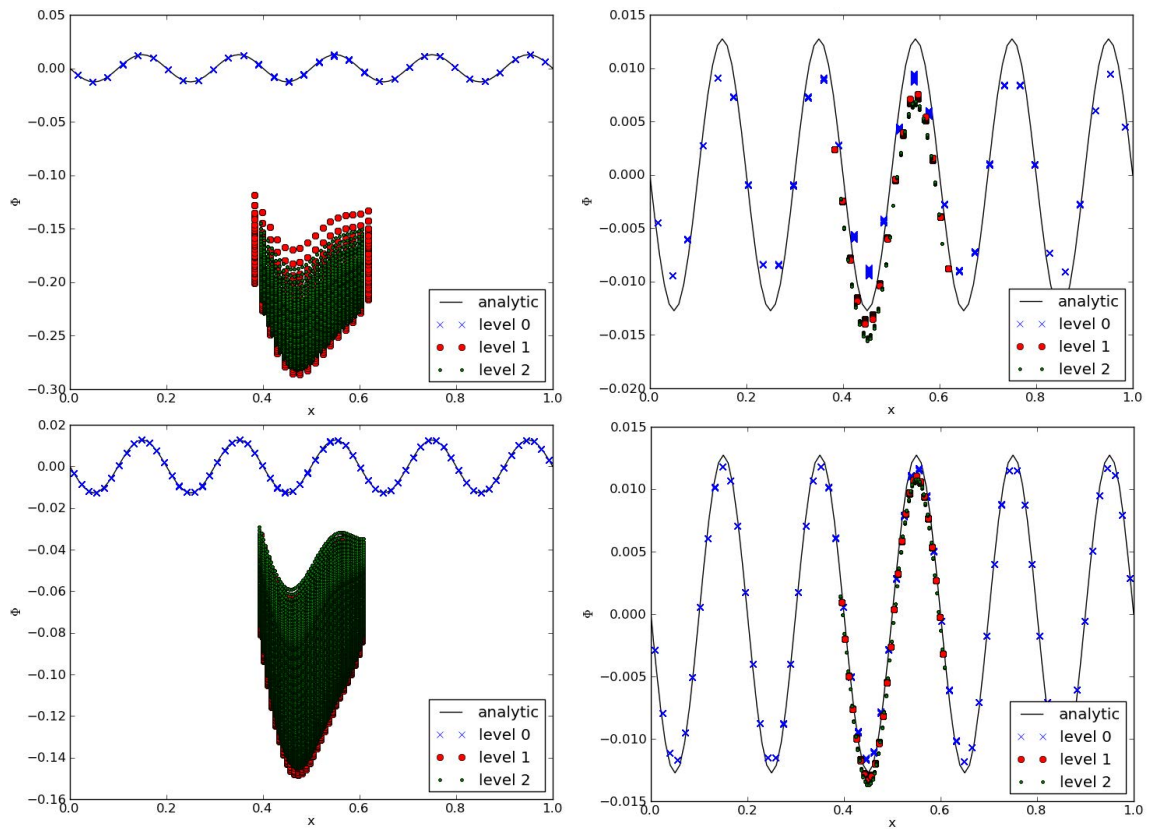 0.05
0.00
−0.05
−0.10
−0.15
−0.20
−0.25
−0.30
Φ
0.0 0.2 0.4 0.6 0.8 1.0
x
analytic
level 0
level 1
level 2
0.015
0.010
0.005
0.000
−0.005
−0.010
−0.015
−0.020
Φ
0.0 0.2 0.4 0.6 0.8 1.0
x
analytic
level 0
level 1
level 2
0.02
0.00
−0.02
−0.04
−0.06
−0.08
−0.10
−0.12
−0.14
−0.16
Φ
0.0 0.2 0.4 0.6 0.8 1.0
x
analytic
level 0
level 1
level 2
0.015
0.010
0.005
0.000
−0.005
−0.010
−0.015
Φ
0.0 0.2 0.4 0.6 0.8 1.0
x
analytic
level 0
level 1
level 2